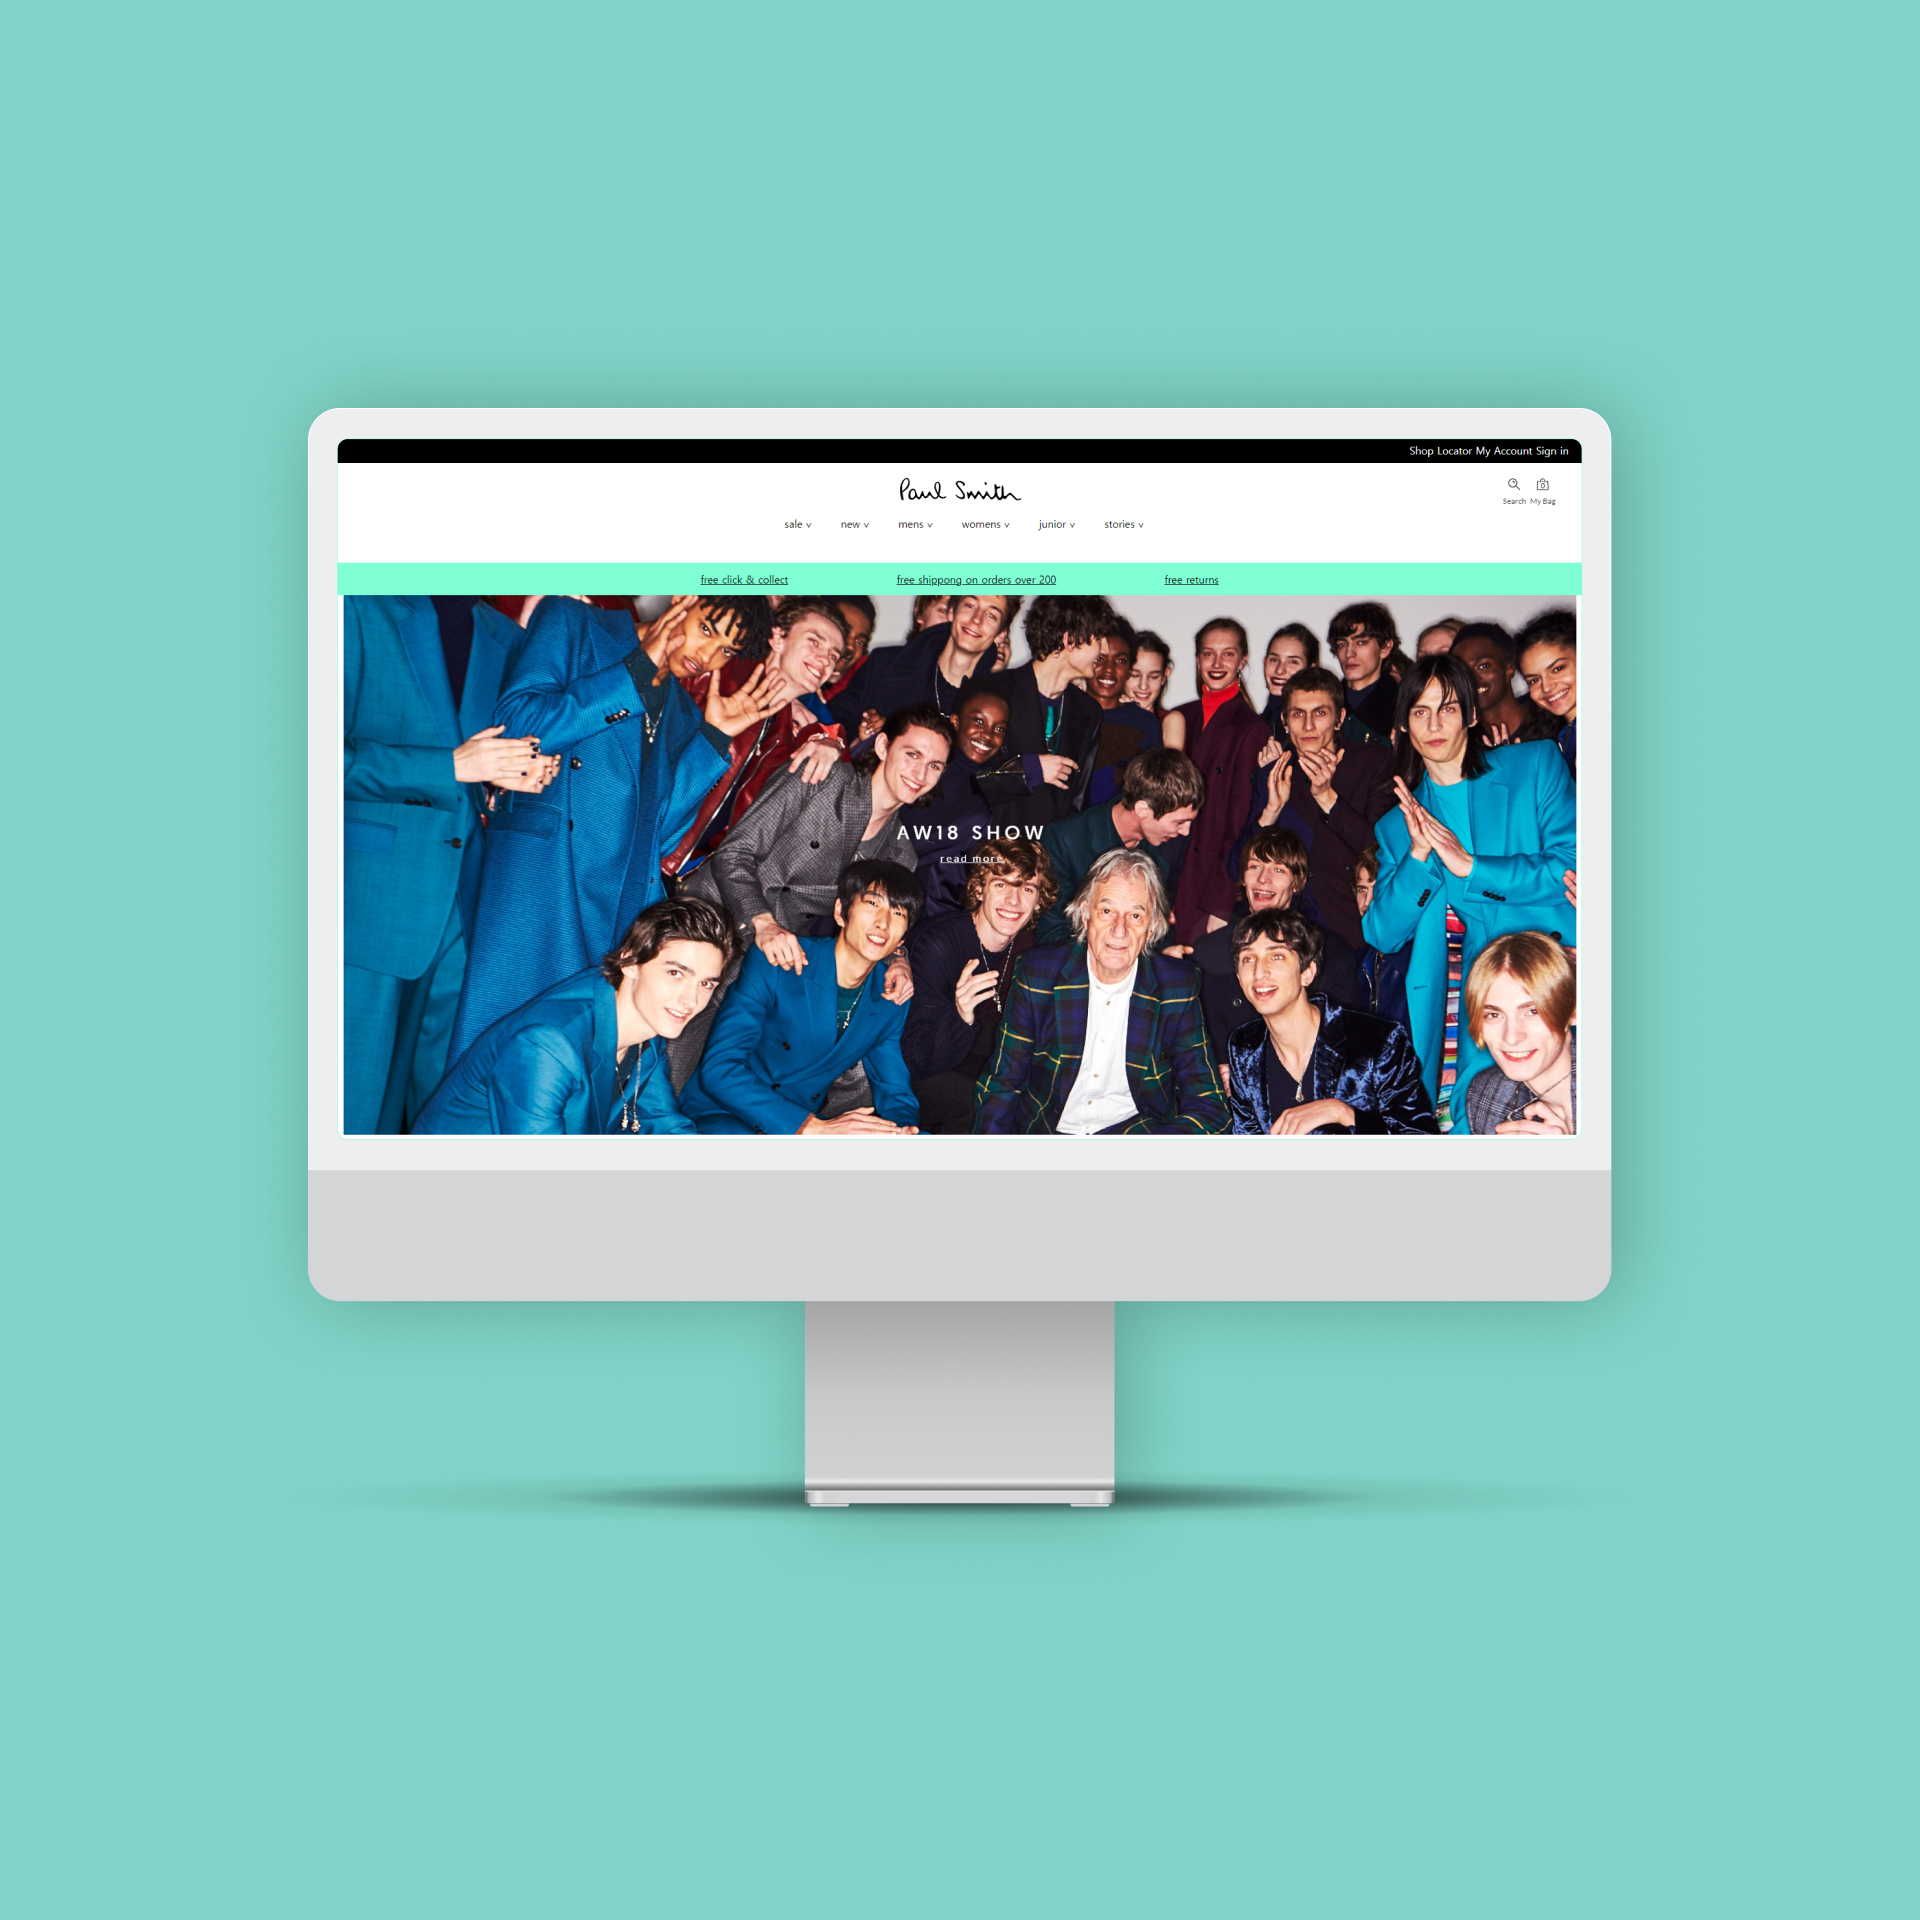 Shop Locator My Account Sign in
Paul Smith
Search My Bag
0
sale v new v mens v womens v junior v stories v
free click & collect free shippong on orders over 200 free returns
AW18 SHOW
read more